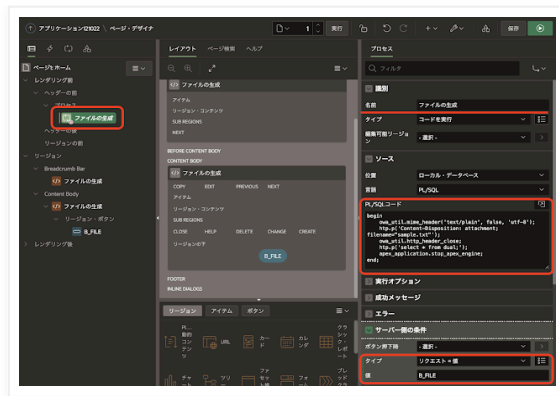 アプリケーション121022 \ ページ・デザイナ
1
実行
保存
レイアウト
ページ検索
ヘルプ
プロセス
ページ1: ホーム
フィルタ
レンダリング前
ヘッダーの前
プロセス
ファイルの生成
ヘッダーの後
リージョンの前
リージョン
Breadcrumb Bar
ファイルの生成
Content Body
ファイルの生成
リージョン・ボタン
B_FILE
レンダリング後
ファイルの生成
アイテム
リージョン・コンテンツ
SUB REGIONS
NEXT
BEFORE CONTENT BODY
CONTENT BODY
ファイルの生成
COPY EDIT PREVIOUS NEXT
アイテム
リージョン・コンテンツ
SUB REGIONS
CLOSE HELP DELETE CHANGE CREATE
リージョンの下
B_FILE
FOOTER
INLINE DIALOGS
リージョン
アイテム
ボタン
PL...
動的
コン
テン
ツ
URL
カード
カレンダ
クラ
シッ
ク・
レポ
ート
識別
名前 ファイルの生成
タイプ コードを実行
編集可能リージョン - 選択 -
ソース
位置 ローカル・データベース
言語 PL/SQL
PL/SQLコード
begin
owa_util.mime_header('text/plain', false, 'utf-8');
htp.p('Content-Disposition: attachment;
filename="sample.txt"');
owa_util.http_header_close;
htp.p('select * from dual;');
apex_application.stop_apex_engine;
end;
実行オプション
成功メッセージ
エラー
サーバー側の条件
ボタン押下時 - 選択 -
タイプ リクエスト = 値
値 B_FILE